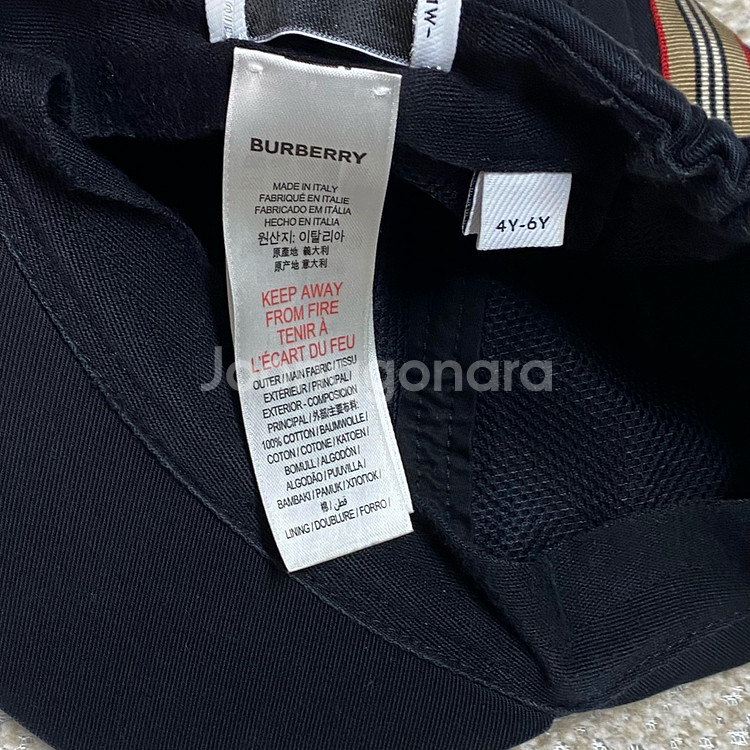 BURBERRY
MADE IN ITALY
FABRIQUÉ EN ITALIE
FABRICADO EM ITÁLIA
HECHO EN ITALIA
원산지: 이탈리아
原產地 義大利
原产地 意大利
KEEP AWAY
FROM FIRE
TENIR À
L'ÉCART DU FEU
OUTER / MAIN FABRIC / TISSU
EXTÉRIEUR / PRINCIPAL /
EXTERIOR - COMPOSITION
PRINCIPAL / 外部/主要布料/
100% COTTON / BAUMWOLLE /
COTON / COTONE / KATOEN /
BOMULL / ALGODÓN /
ALGODÃO / PUUVILLA /
BAMBAKI / PAMUK / ХЛОПОК /
棉/ قطن /
LINING / DOUBLURE / FORRO /
4Y-6Y